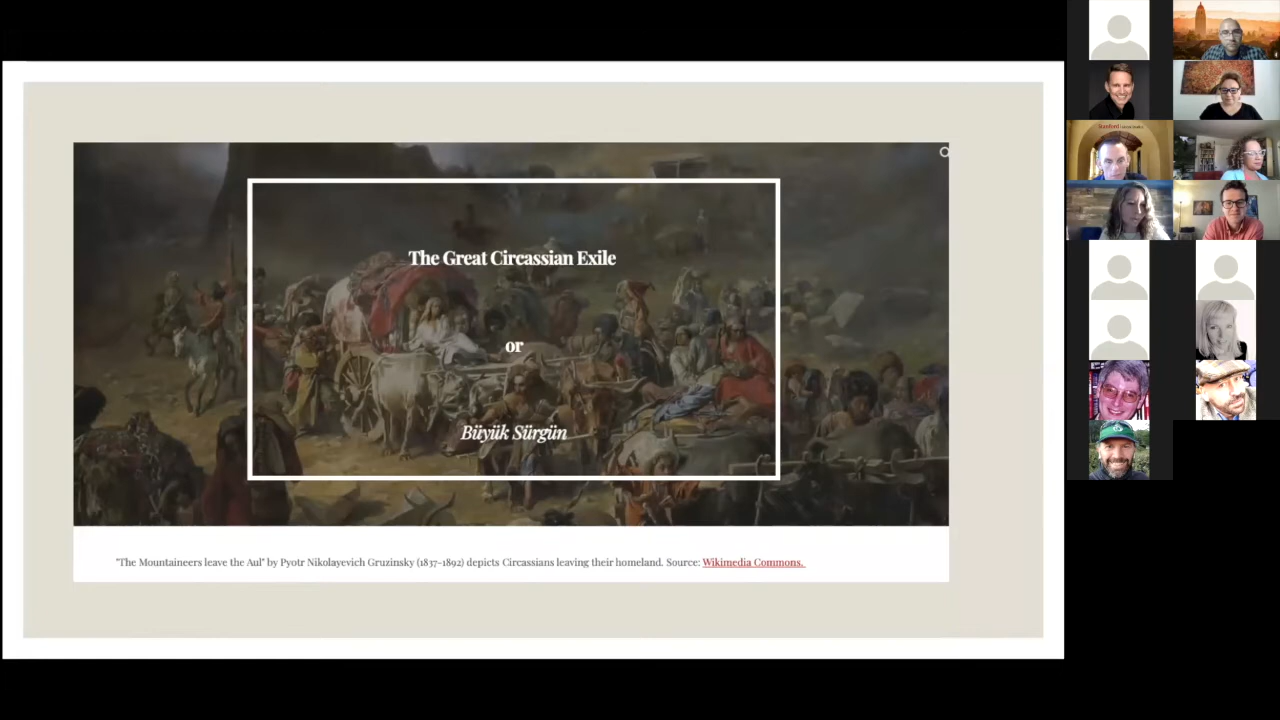 The Great Circassian Exile
or
Büyük Sürgün
"The Mountaineers leave the Aul" by Pyotr Nikolayevich Gruzinsky (1837-1892) depicts Circassians leaving their homeland. Source: Wikimedia Commons.